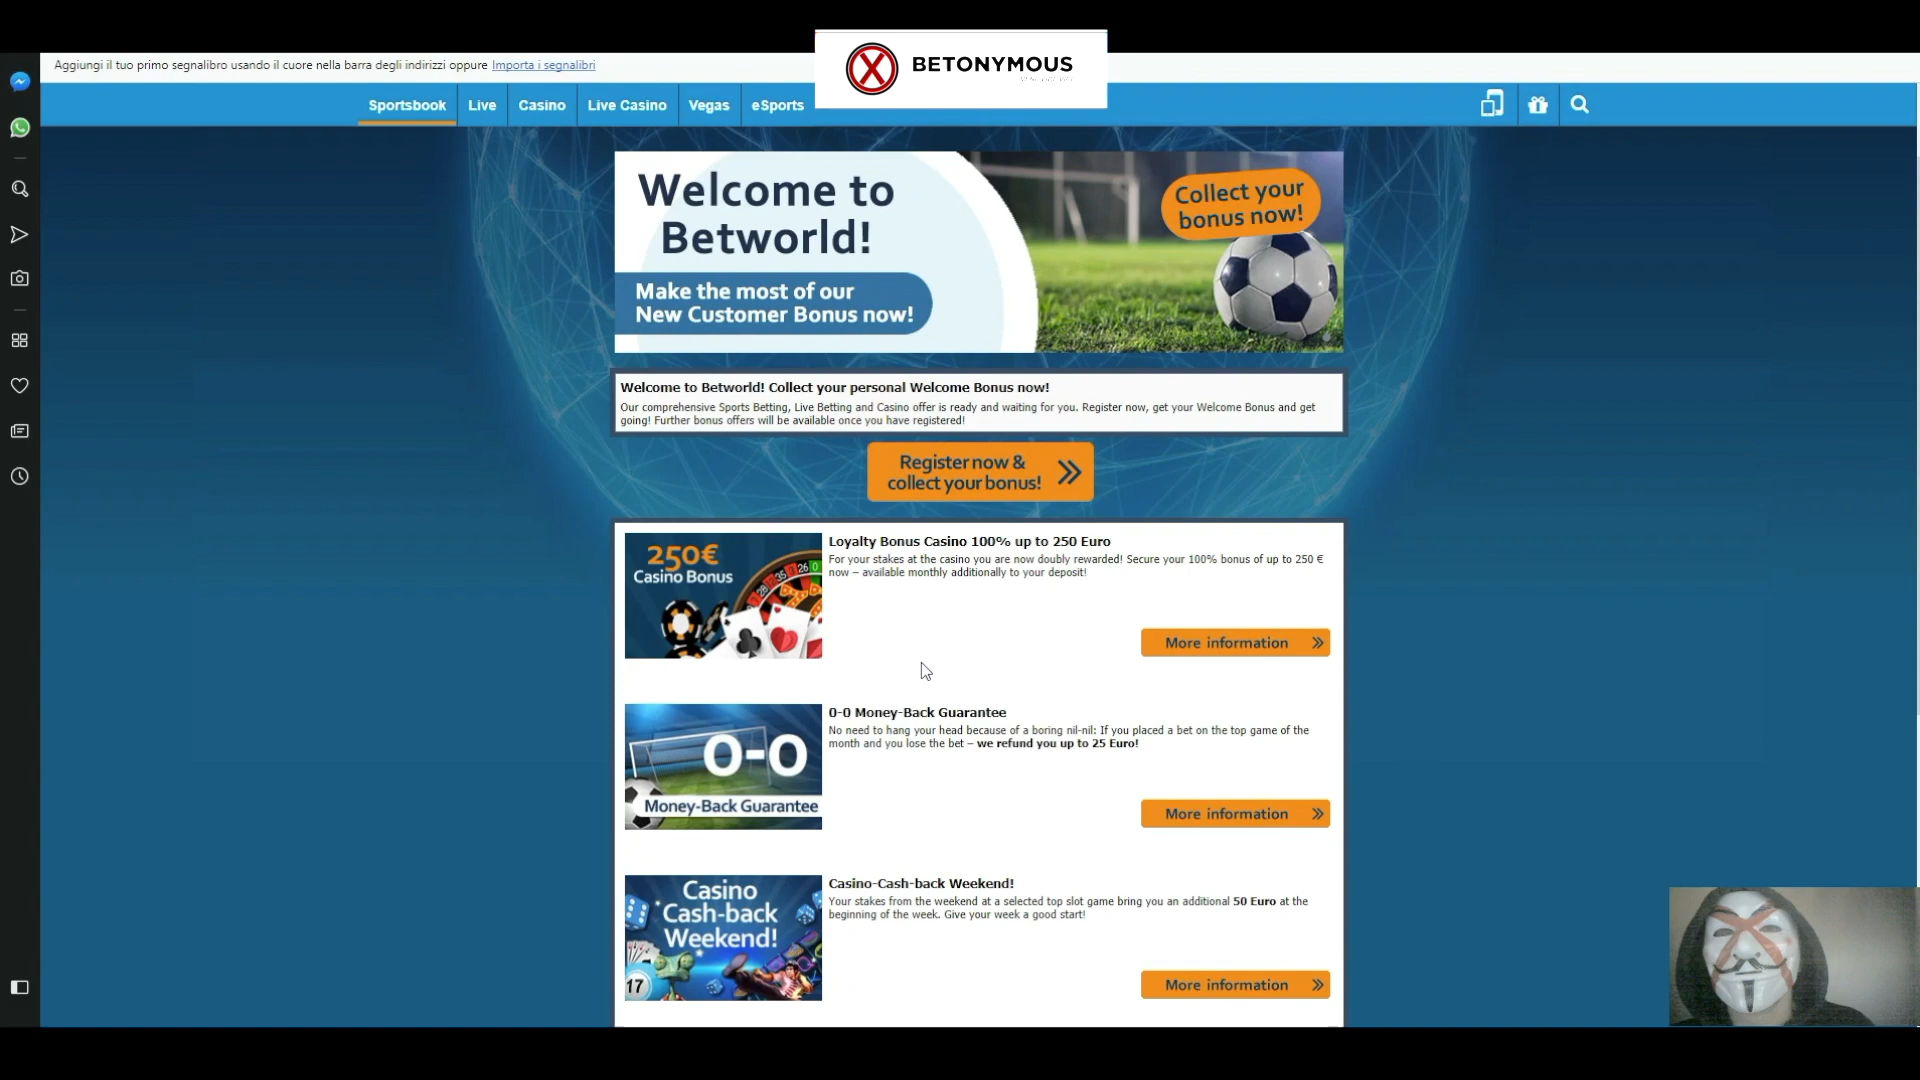 BETONYMOUS
Aggiungi il tuo primo segnalibro usando il cuore nella barra degli indirizzi oppure Importa i segnalibri
Sportsbook Live Casino Live Casino Vegas eSports
Welcome to
Betworld!
Collect your
bonus now!
Make the most of our
New Customer Bonus now!
Welcome to Betworld! Collect your personal Welcome Bonus now!
Our comprehensive Sports Betting, Live Betting and Casino offer is ready and waiting for you. Register now, get your Welcome Bonus and get
going! Further bonus offers will be available once you have registered!
Register now &
collect your bonus!
250€
Casino Bonus
Loyalty Bonus Casino 100% up to 250 Euro
For your stakes at the casino you are now doubly rewarded! Secure your 100% bonus of up to 250 €
now – available monthly additionally to your deposit!
More information
0-0
Money-Back Guarantee
0-0 Money-Back Guarantee
No need to hang your head because of a boring nil-nil: If you placed a bet on the top game of the
month and you lose the bet – we refund you up to 25 Euro!
More information
Casino
Cash-back
Weekend!
17
Casino-Cash-back Weekend!
Your stakes from the weekend at a selected top slot game bring you an additional 50 Euro at the
beginning of the week. Give your week a good start!
More information